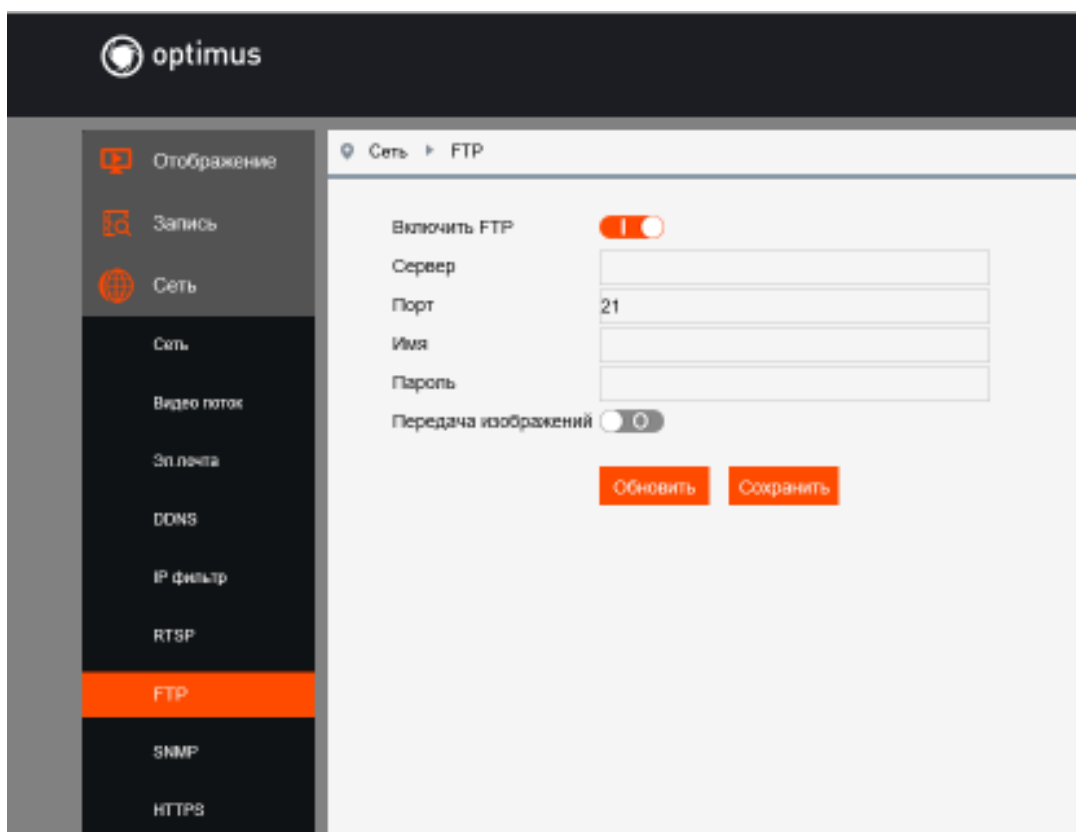 optimus
Отображение
Запись
Сеть
Сеть
Видео поток
Эл.почта
DDNS
IP фильтр
RTSP
FTP
SNMP
HTTPS
Сеть FTP
Включить FTP
Сервер
Порт 21
Имя
Пароль
Передача изображений
Обновить Сохранить